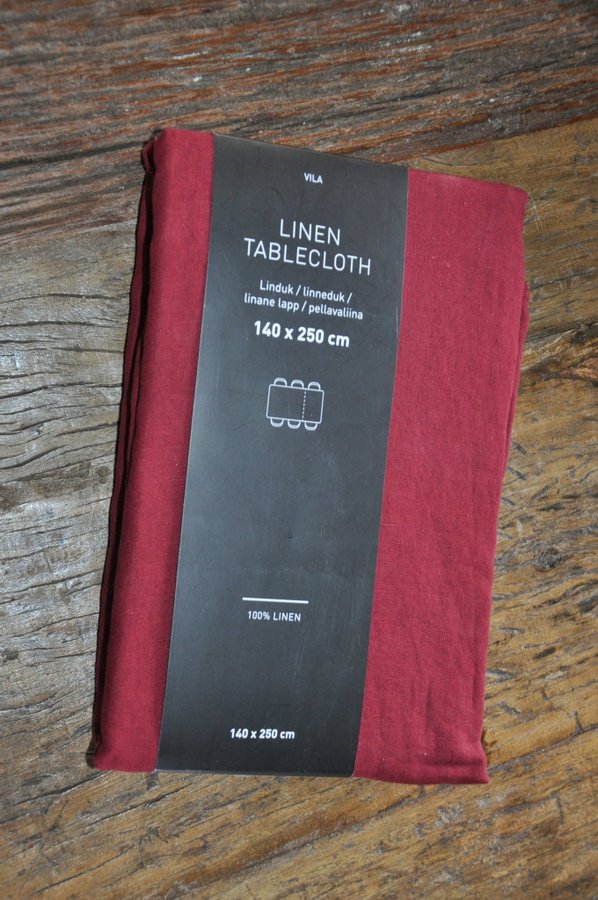 VILA
LINEN
TABLECLOTH
Linduk / linneduk /
linane lapp / pellavaliina
140 x 250 cm
100% LINEN
140 x 250 cm